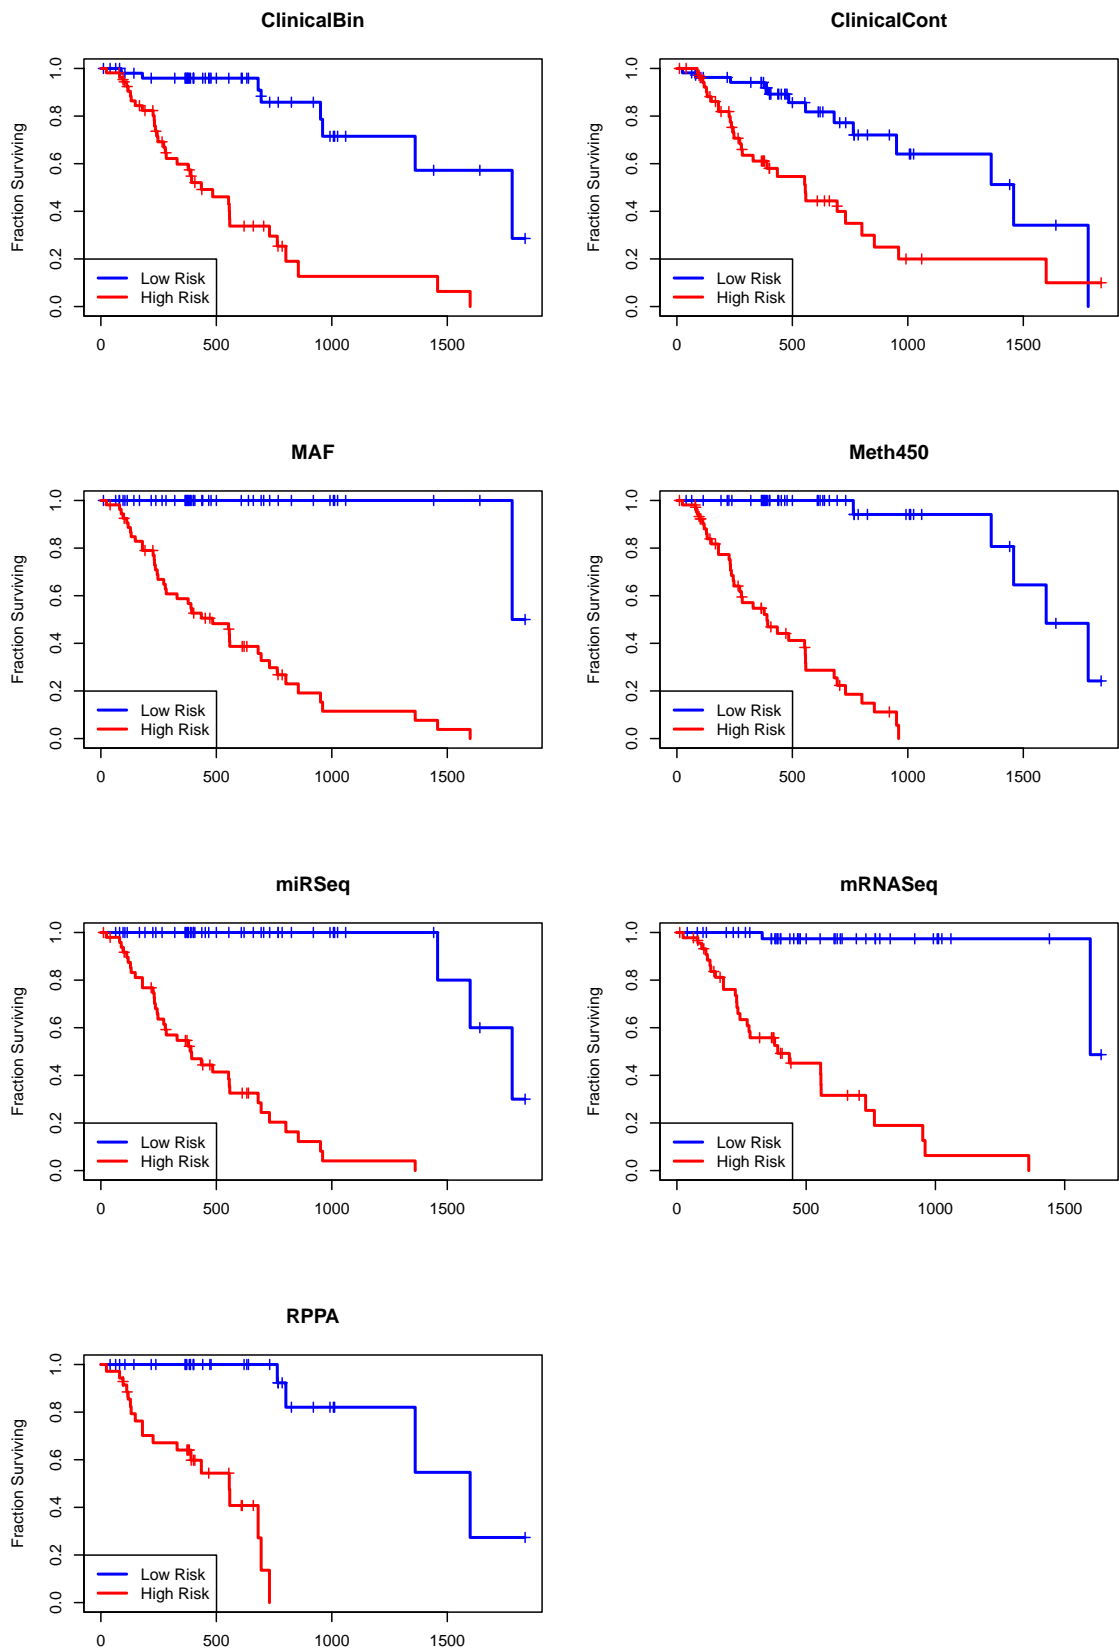 ClinicalBin
Fraction Surviving
0.0 0.2 0.4 0.6 0.8 1.0
Low Risk
High Risk
0 500 1000 1500
ClinicalCont
Fraction Surviving
0.0 0.2 0.4 0.6 0.8 1.0
Low Risk
High Risk
0 500 1000 1500
MAF
Fraction Surviving
0.0 0.2 0.4 0.6 0.8 1.0
Low Risk
High Risk
0 500 1000 1500
Meth450
Fraction Surviving
0.0 0.2 0.4 0.6 0.8 1.0
Low Risk
High Risk
0 500 1000 1500
miRSeq
Fraction Surviving
0.0 0.2 0.4 0.6 0.8 1.0
Low Risk
High Risk
0 500 1000 1500
mRNASeq
Fraction Surviving
0.0 0.2 0.4 0.6 0.8 1.0
Low Risk
High Risk
0 500 1000 1500
RPPA
Fraction Surviving
0.0 0.2 0.4 0.6 0.8 1.0
Low Risk
High Risk
0 500 1000 1500